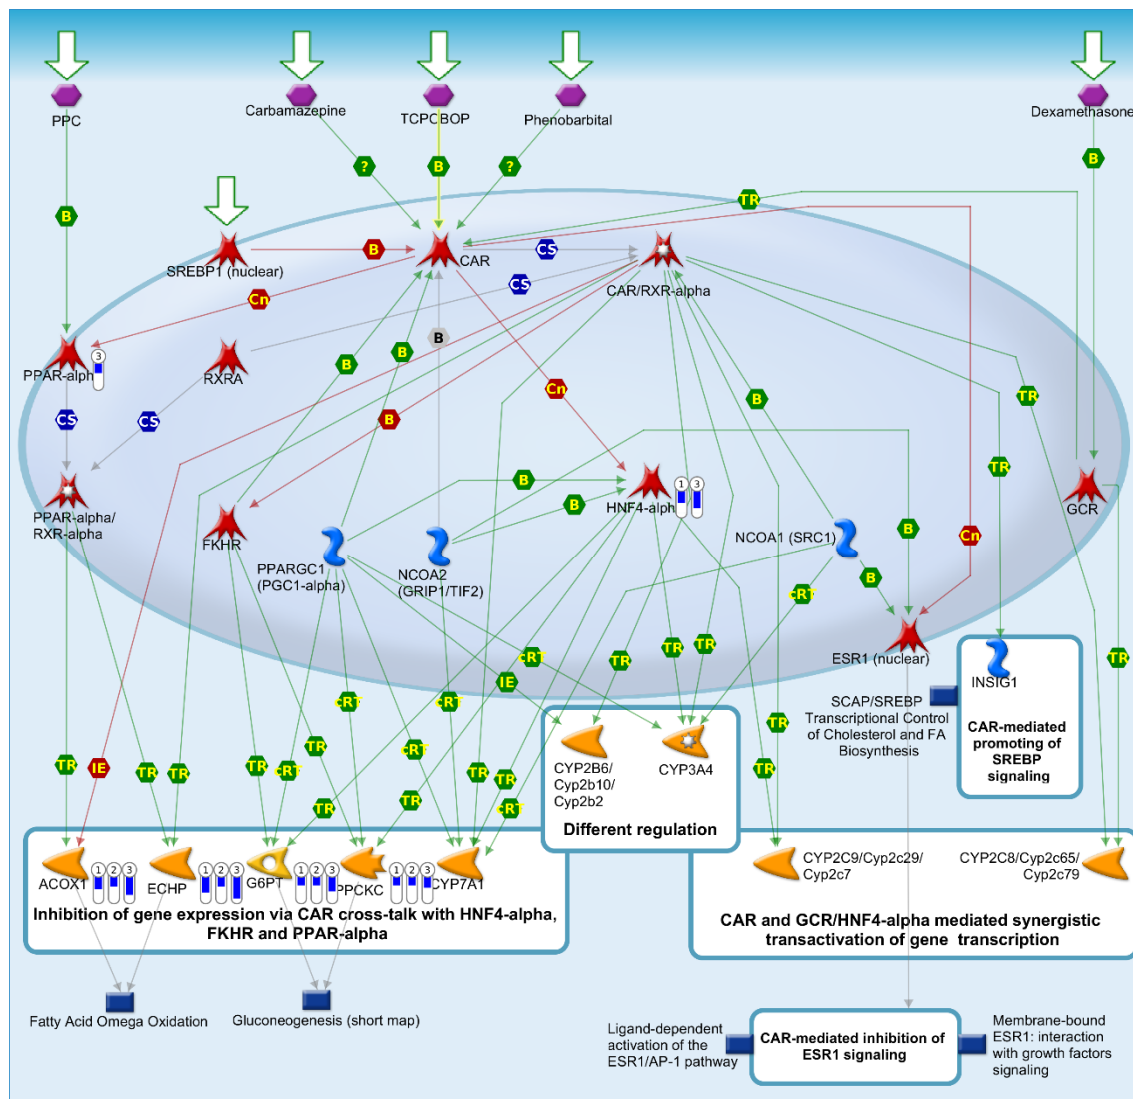 PPC
Carbamazepine
TCPOBOP
Phenobarbital
Dexamethasone
?
B
?
B
B
TR
SREBP1 (nuclear)
B
CAR
CS
CS
CAR/RXR-alpha
Cn
B
B
B
3
PPAR-alph
RXRA
Cn
B
TR
CS
CS
B
B
TR
PPAR-alpha/
RXR-alpha
FKHR
PPARGC1
(PGC1-alpha)
NCOA2
(GRIP1/TIF2)
B
B
HNF4-alph
1
3
NCOA1 (SRC1)
B
B
Cn
GCR
cRT
ESR1 (nuclear)
INSIG1
TR
cRT
IE
TR
TR
TR
cRT
cRT
SCAP/SREBP
Transcriptional Control
of Cholesterol and FA
Biosynthesis
CAR-mediated
promoting of
SREBP
signaling
TR
IE
TR
TR
TR
cRT
TR
cRT
TR
TR
TR
TR
cRT
TR
TR
CYP2B6/
Cyp2b10/
Cyp2b2
CYP3A4
Different regulation
ACOX1
1
2
3
ECHP
1
2
3
G6PT
1
2
3
PPCKC
1
2
3
CYP7A1
Inhibition of gene expression via CAR cross-talk with HNF4-alpha,
FKHR and PPAR-alpha
CYP2C9/Cyp2c29/
Cyp2c7
CYP2C8/Cyp2c65/
Cyp2c79
CAR and GCR/HNF4-alpha mediated synergistic
transactivation of gene transcription
Fatty Acid Omega Oxidation
Gluconeogenesis (short map)
Ligand-dependent
activation of the
ESR1/AP-1 pathway
CAR-mediated inhibition of
ESR1 signaling
Membrane-bound
ESR1: interaction
with growth factors
signaling